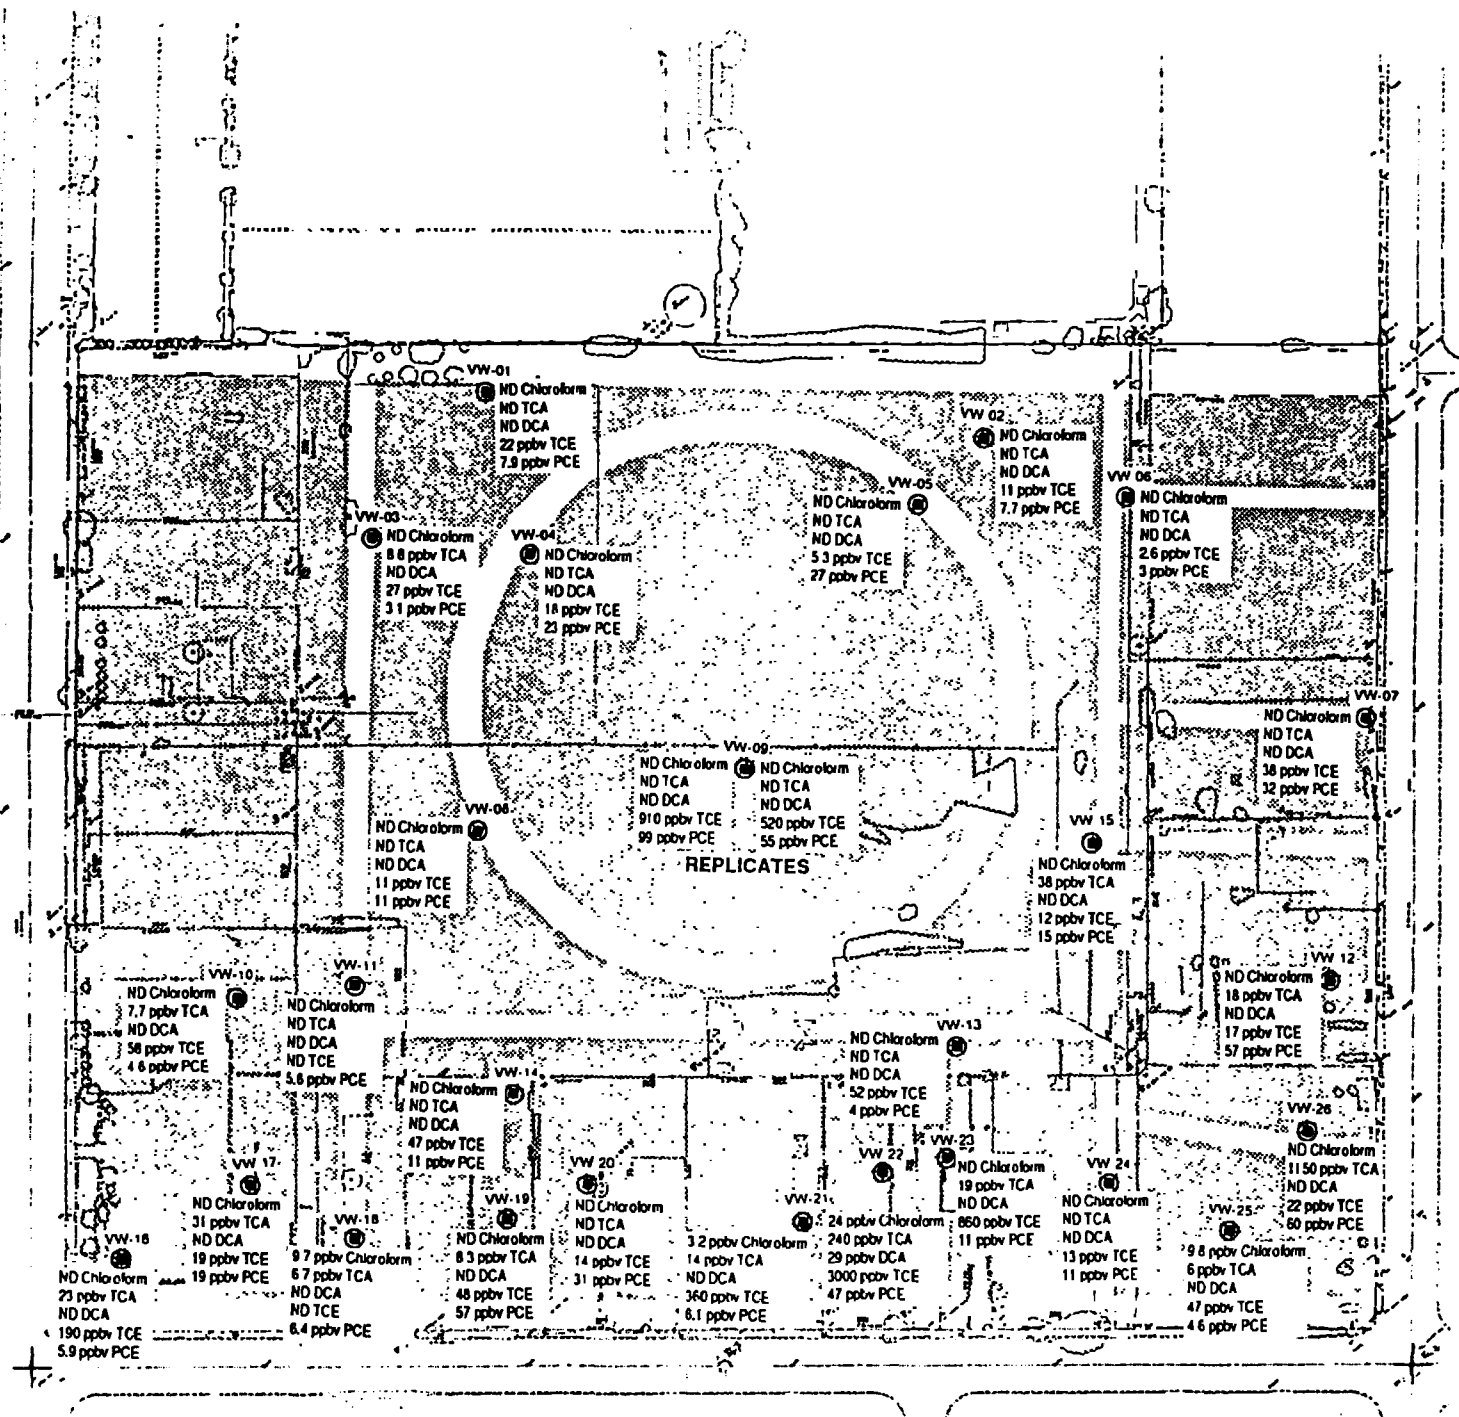 VW-01
ND Chloroform
ND TCA
ND DCA
22 ppbv TCE
7.9 ppbv PCE
VW 02
ND Chloroform
ND TCA
ND DCA
11 ppbv TCE
7.7 ppbv PCE
VW-03
ND Chloroform
8 8 ppbv TCA
ND DCA
27 ppbv TCE
3 1 ppbv PCE
VW-04
ND Chloroform
ND TCA
ND DCA
18 ppbv TCE
23 ppbv PCE
VW-05
ND Chloroform
ND TCA
ND DCA
5 3 ppbv TCE
27 ppbv PCE
VW 06
ND Chloroform
ND TCA
ND DCA
2.6 ppbv TCE
3 ppbv PCE
VW-07
ND Chloroform
ND TCA
ND DCA
38 ppbv TCE
32 ppbv PCE
VW-09
ND Chloroform
ND TCA
ND DCA
910 ppbv TCE
99 ppbv PCE
ND Chloroform
ND TCA
ND DCA
520 ppbv TCE
55 ppbv PCE
REPLICATES
VW-08
ND Chloroform
ND TCA
ND DCA
11 ppbv TCE
11 ppbv PCE
VW 15
ND Chloroform
38 ppbv TCA
ND DCA
12 ppbv TCE
15 ppbv PCE
VW-10
ND Chloroform
7.7 ppbv TCA
ND DCA
58 ppbv TCE
4 6 ppbv PCE
VW-11
ND Chloroform
ND TCA
ND DCA
ND TCE
5.6 ppbv PCE
VW 12
ND Chloroform
18 ppbv TCA
ND DCA
17 ppbv TCE
57 ppbv PCE
VW-13
ND Chloroform
ND TCA
ND DCA
52 ppbv TCE
4 ppbv PCE
VW-14
ND Chloroform
ND TCA
ND DCA
47 ppbv TCE
11 ppbv PCE
VW-26
ND Chloroform
1150 ppbv TCA
ND DCA
22 ppbv TCE
60 ppbv PCE
VW 17
ND Chloroform
31 ppbv TCA
ND DCA
19 ppbv TCE
19 ppbv PCE
VW-16
ND Chloroform
23 ppbv TCA
ND DCA
190 ppbv TCE
5.9 ppbv PCE
VW-18
9 7 ppbv Chloroform
6 7 ppbv TCA
ND DCA
ND TCE
6.4 ppbv PCE
VW-19
ND Chloroform
8 3 ppbv TCA
ND DCA
48 ppbv TCE
57 ppbv PCE
VW 20
ND Chloroform
ND TCA
ND DCA
14 ppbv TCE
31 ppbv PCE
VW-21
3 2 ppbv Chloroform
14 ppbv TCA
ND DCA
360 ppbv TCE
6.1 ppbv PCE
VW 22
24 ppbv Chloroform
240 ppbv TCA
29 ppbv DCA
3000 ppbv TCE
47 ppbv PCE
VW-23
ND Chloroform
19 ppbv TCA
ND DCA
860 ppbv TCE
11 ppbv PCE
VW 24
ND Chloroform
ND TCA
ND DCA
13 ppbv TCE
11 ppbv PCE
VW-25
9 8 ppbv Chloroform
6 ppbv TCA
ND DCA
47 ppbv TCE
4 6 ppbv PCE